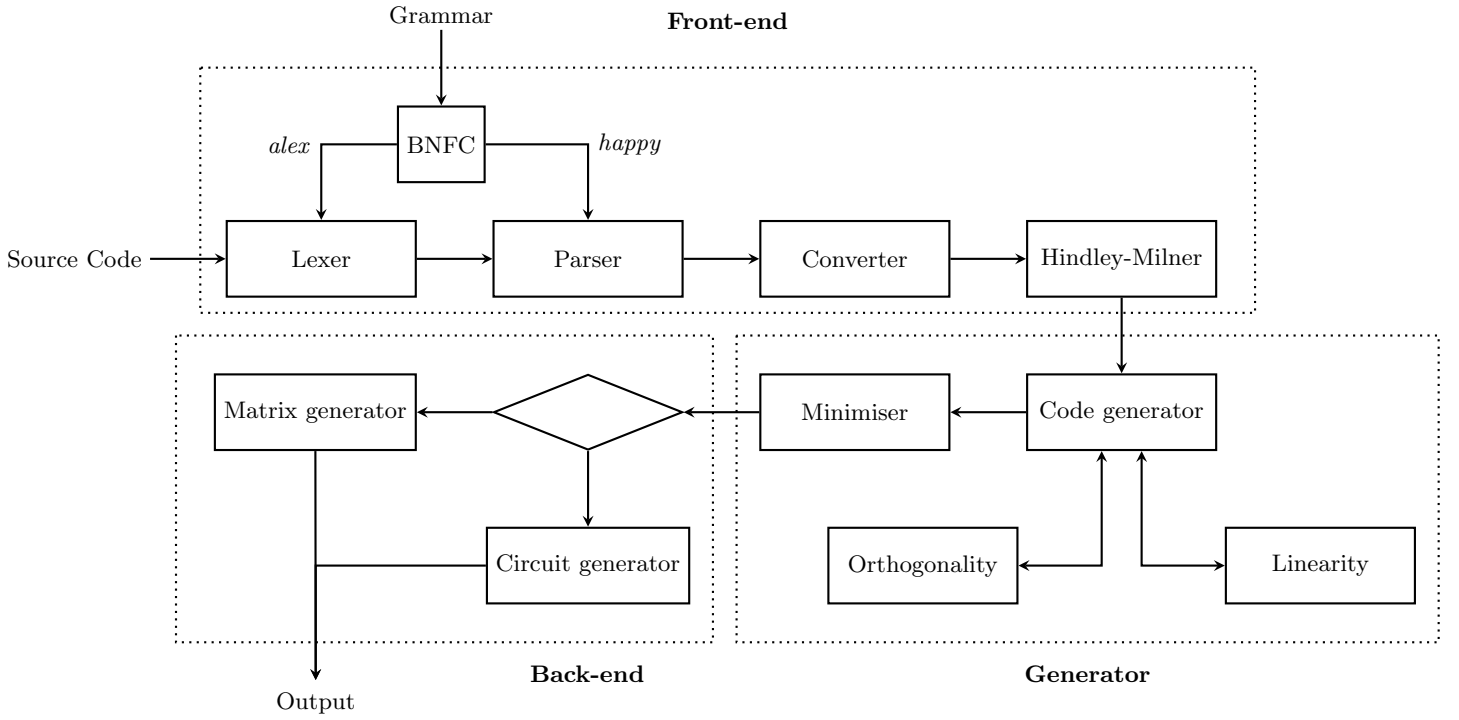 Grammar
Front-end
alex
BNFC
happy
Source Code
Lexer
Parser
Converter
Hindley-Milner
Matrix generator
Minimiser
Code generator
Circuit generator
Orthogonality
Linearity
Back-end
Generator
Output